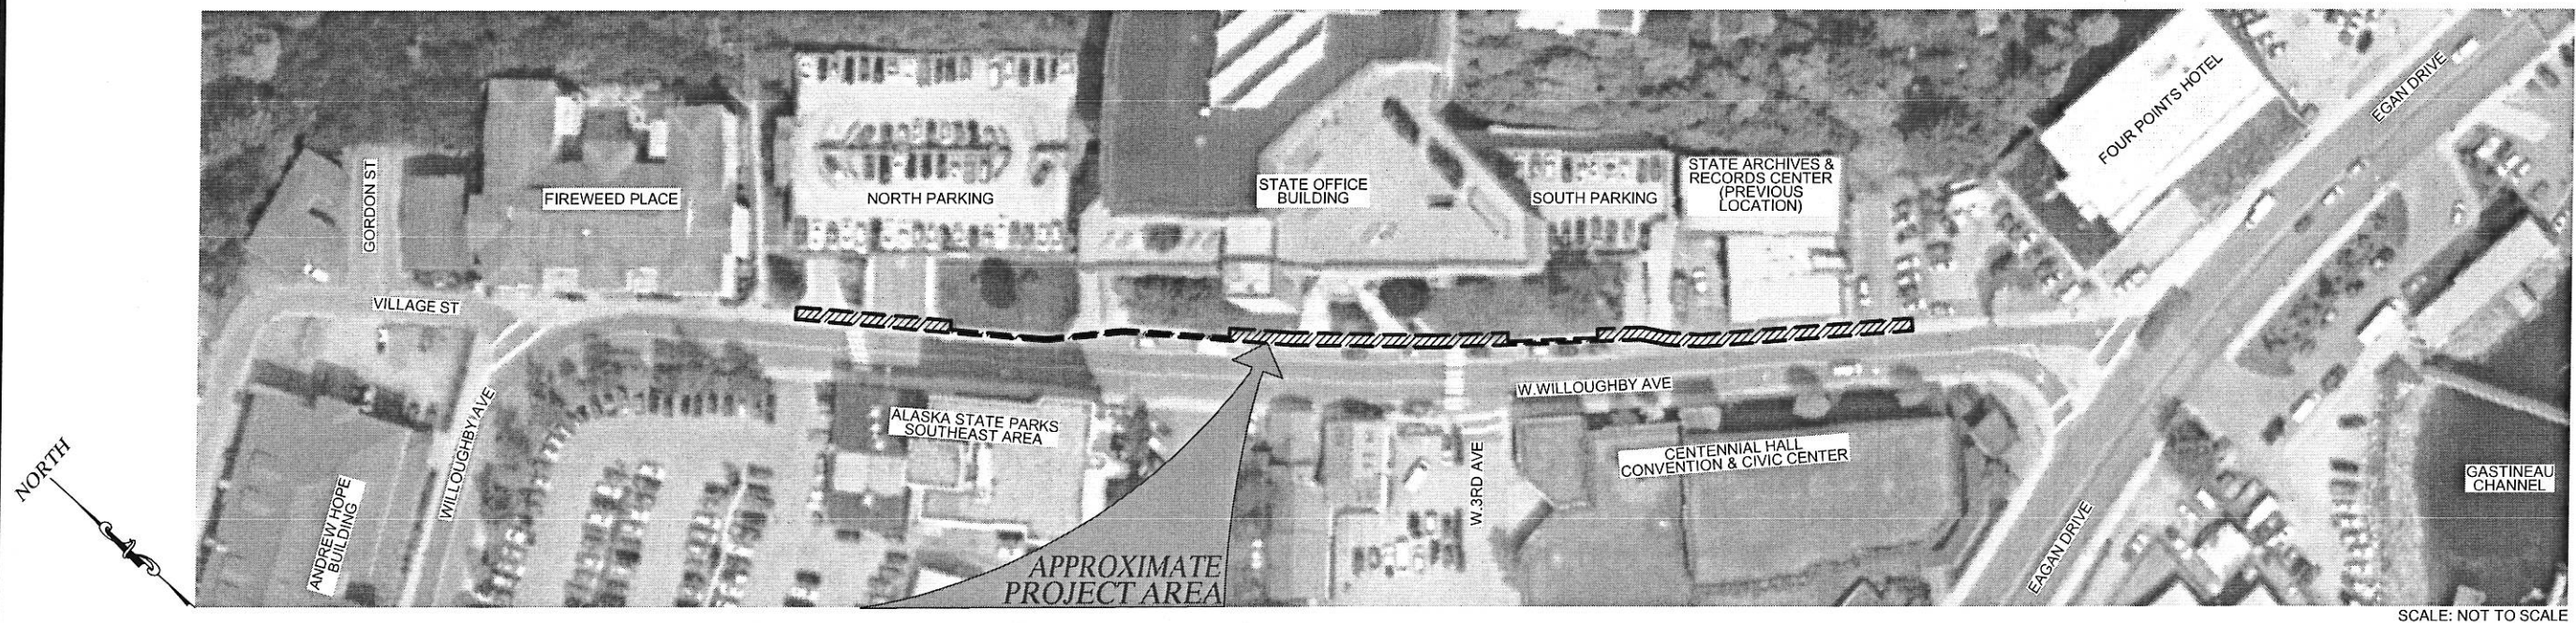 GORDON ST
FIREWEED PLACE
NORTH PARKING
STATE OFFICE
BUILDING
SOUTH PARKING
STATE ARCHIVES &
RECORDS CENTER
(PREVIOUS
LOCATION)
FOUR POINTS HOTEL
EGAN DRIVE
VILLAGE ST
WILLOUGHBY AVE
W.WILLOUGHBY AVE
ALASKA STATE PARKS
SOUTHEAST AREA
W.3RD AVE
CENTENNIAL HALL
CONVENTION & CIVIC CENTER
GASTINEAU
CHANNEL
NORTH
ANDREW HOPE
BUILDING
APPROXIMATE
PROJECT AREA
EAGAN DRIVE
SCALE: NOT TO SCALE